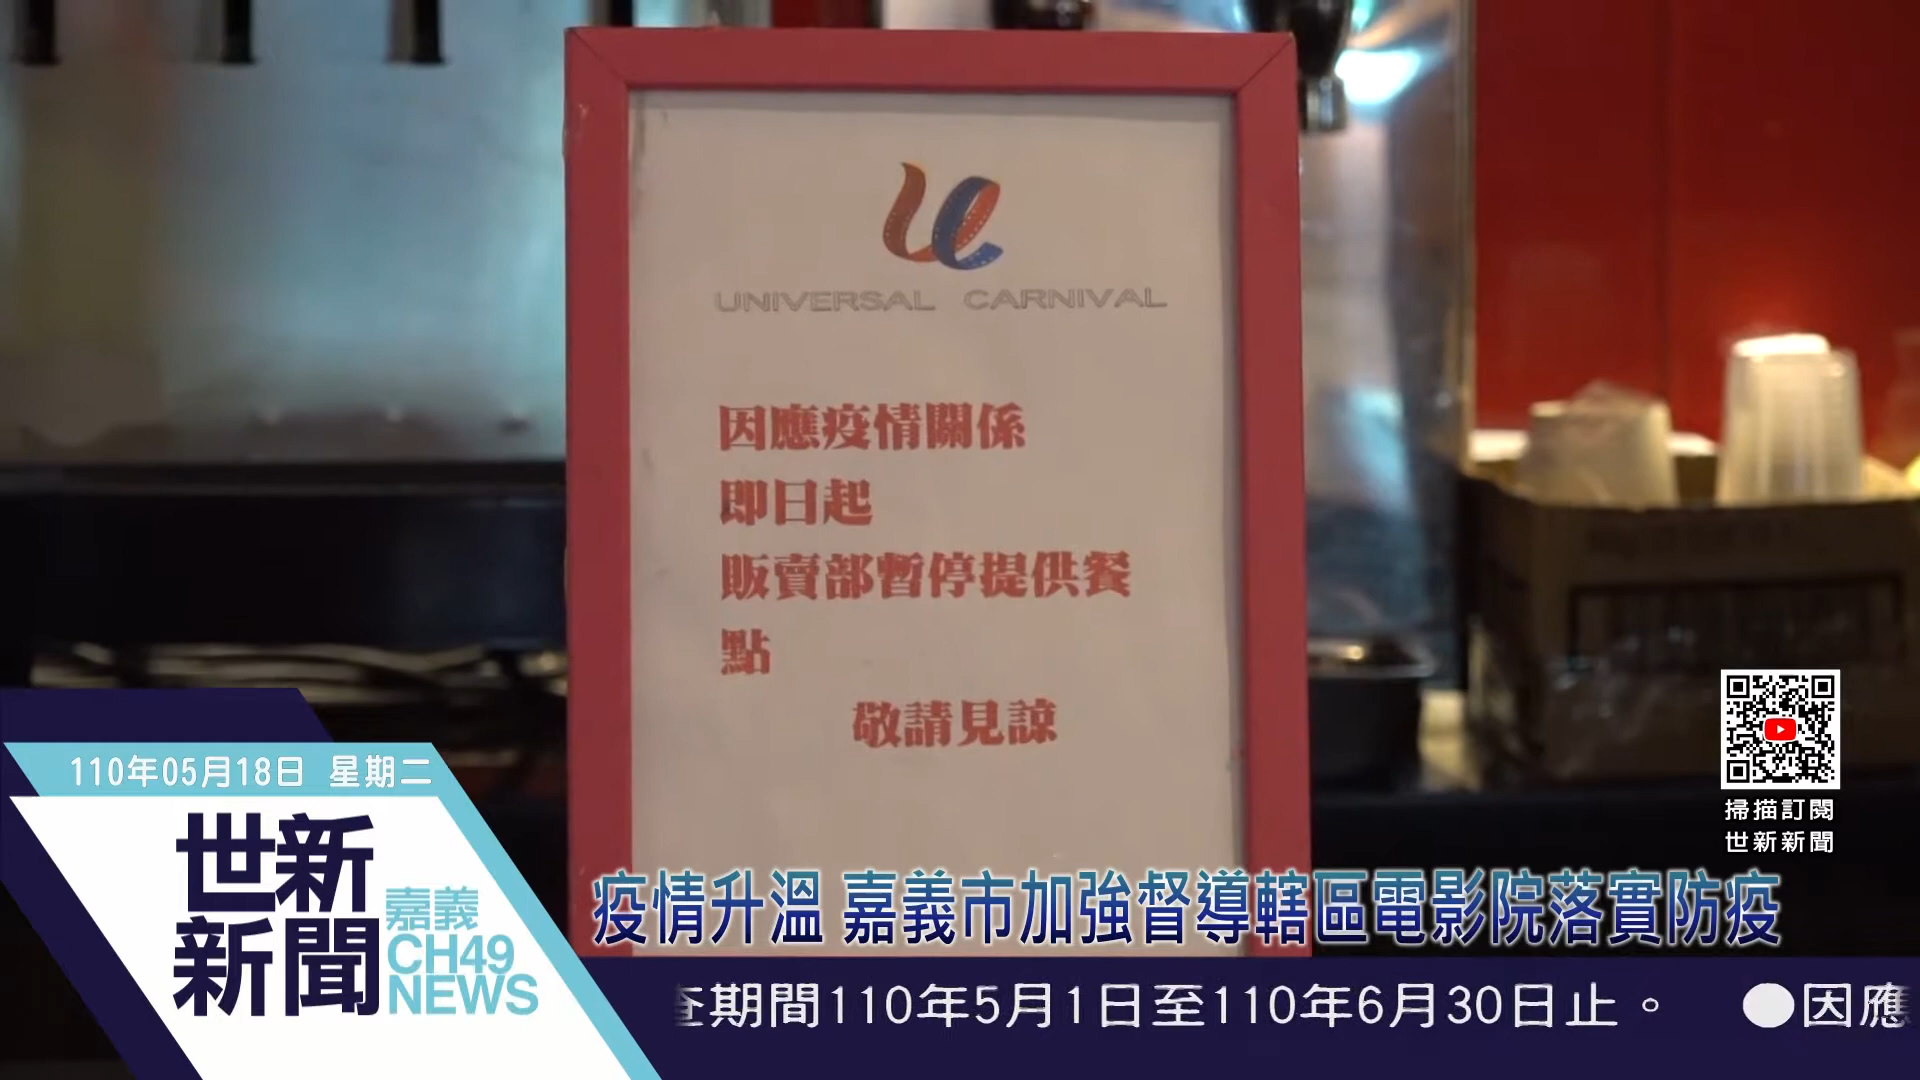 UNIVERSAL CARNIVAL
因應疫情關係
即日起
販賣部暫停提供餐
點
敬請見諒
掃描訂閱
世新新聞
110年05月18日 星期二
世新
新聞
嘉義
CH49
NEWS
疫情升溫 嘉義市加強督導轄區電影院落實防疫
查期間110年5月1日至110年6月30日止。 ●因應